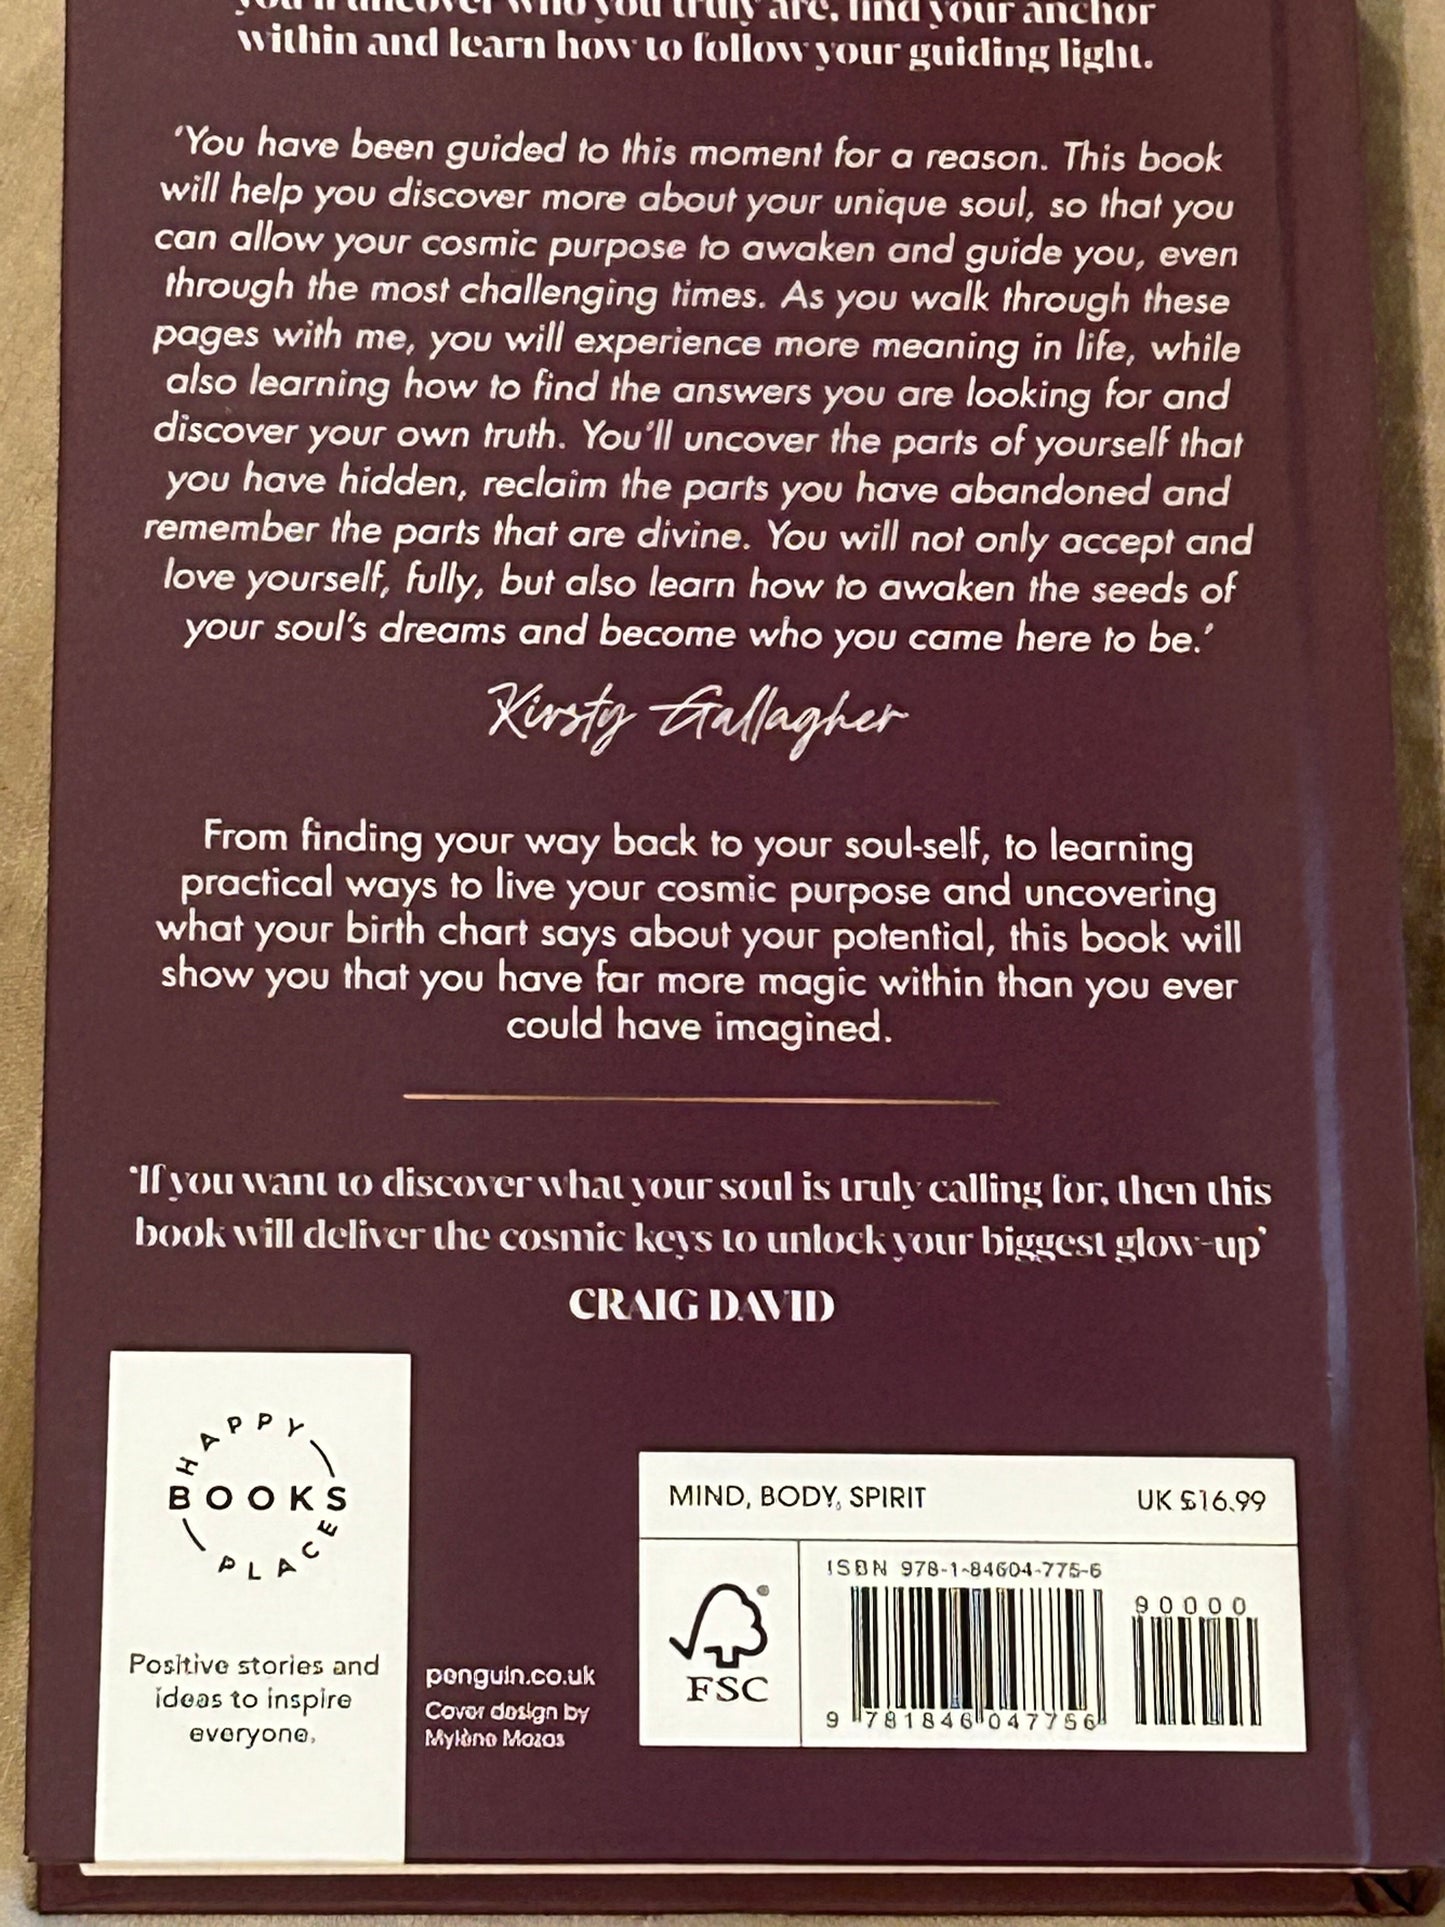 you'll uncover who you truly are, find your anchor
within and learn how to follow your guiding light.
'You have been guided to this moment for a reason. This book
will help you discover more about your unique soul, so that you
can allow your cosmic purpose to awaken and guide you, even
through the most challenging times. As you walk through these
pages with me, you will experience more meaning in life, while
also learning how to find the answers you are looking for and
discover your own truth. You'll uncover the parts of yourself that
you have hidden, reclaim the parts you have abandoned and
remember the parts that are divine. You will not only accept and
love yourself, fully, but also learn how to awaken the seeds of
your soul's dreams and become who you came here to be.'
Kirsty Gallagher
From finding your way back to your soul-self, to learning
practical ways to live your cosmic purpose and uncovering
what your birth chart says about your potential, this book will
show you that you have far more magic within than you ever
could have imagined.
'If you want to discover what your soul is truly calling for, then this
book will deliver the cosmic keys to unlock your biggest glow-up'
CRAIG DAVID
HAPPY
BOOKS
PLACE
Positive stories and
ideas to inspire
everyone.
penguin.co.uk
Cover design by
Mylène Mozas
MIND, BODY, SPIRIT
UK £16.99
FSC®
ISBN 978-1-84604-775-6
90000
9 781846 047756